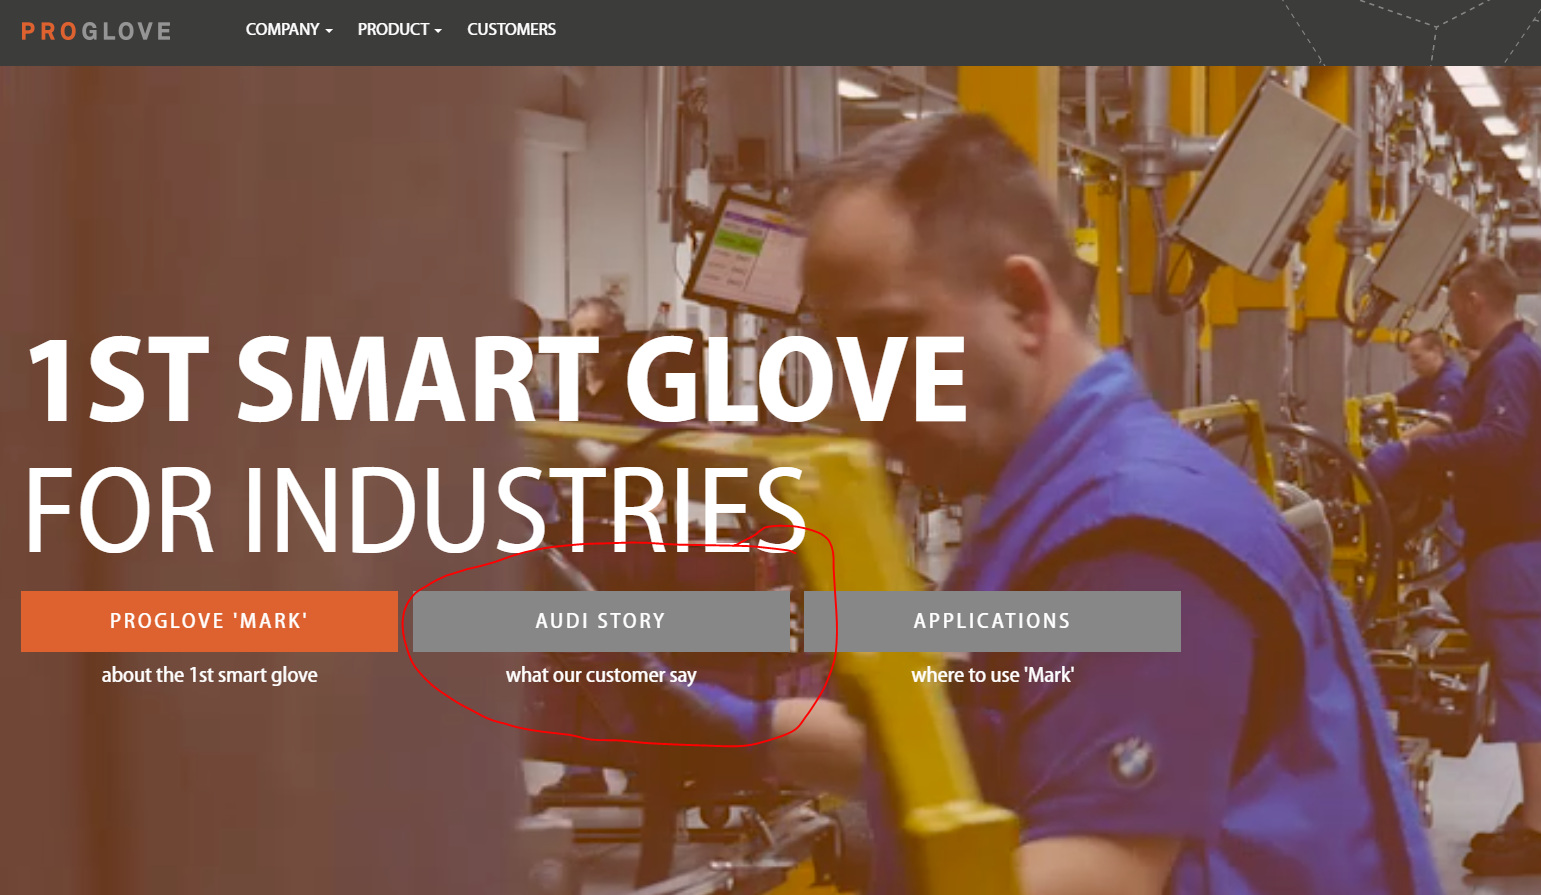 PROGLOVE
COMPANY PRODUCT CUSTOMERS
1ST SMART GLOVE
FOR INDUSTRIES
PROGLOVE 'MARK' AUDI STORY APPLICATIONS
about the 1st smart glove what our customer say where to use 'Mark'